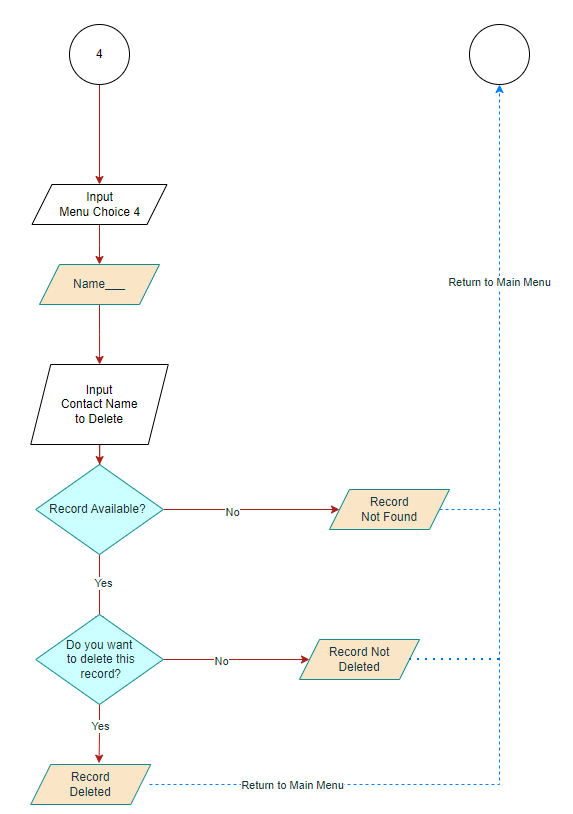 4
Input
Menu Choice 4
Name___
Return to Main Menu
Input
Contact Name
to Delete
Record Available?
No
Record
Not Found
Yes
Do you want
to delete this
record?
No
Record Not
Deleted
Yes
Record
Deleted
Return to Main Menu